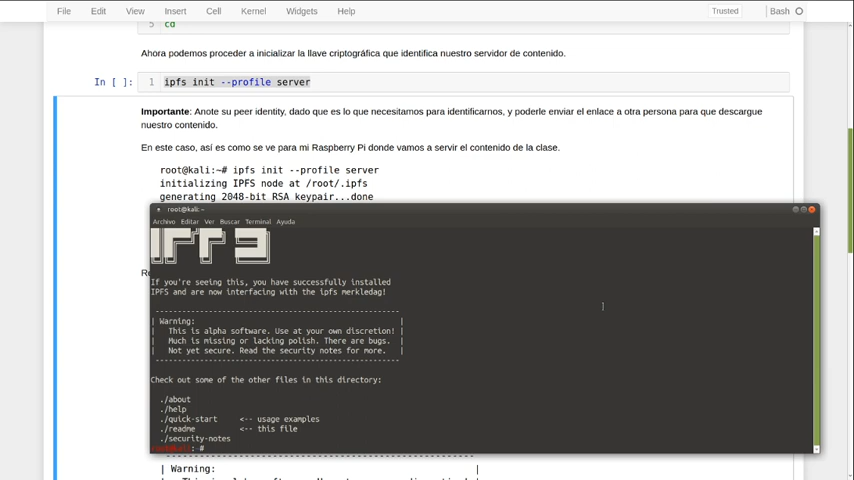 File Edit View Insert Cell Kernel Widgets Help Trusted Bash
5 cd
Ahora podemos proceder a inicializar la llave criptográfica que identifica nuestro servidor de contenido.
In [ ]: 1 ipfs init --profile server
Importante: Anote su peer identity, dado que es lo que necesitamos para identificarnos, y poderle enviar el enlace a otra persona para que descargue
nuestro contenido.
En este caso, así es como se ve para mi Raspberry Pi donde vamos a servir el contenido de la clase.
root@kali:~# ipfs init --profile server
initializing IPFS node at /root/.ipfs
generating 2048-bit RSA keypair...done
root@kali: ~
Archivo Editar Ver Buscar Terminal Ayuda
If you're seeing this, you have successfully installed
IPFS and are now interfacing with the ipfs merkledag!
-------------------------------------------------------
| Warning: |
| This is alpha software. Use at your own discretion! |
| Much is missing or lacking polish. There are bugs. |
| Not yet secure. Read the security notes for more. |
-------------------------------------------------------
Check out some of the other files in this directory:
./about
./help
./quick-start <-- usage examples
./readme <-- this file
./security-notes
root@kali:~#
| Warning: |